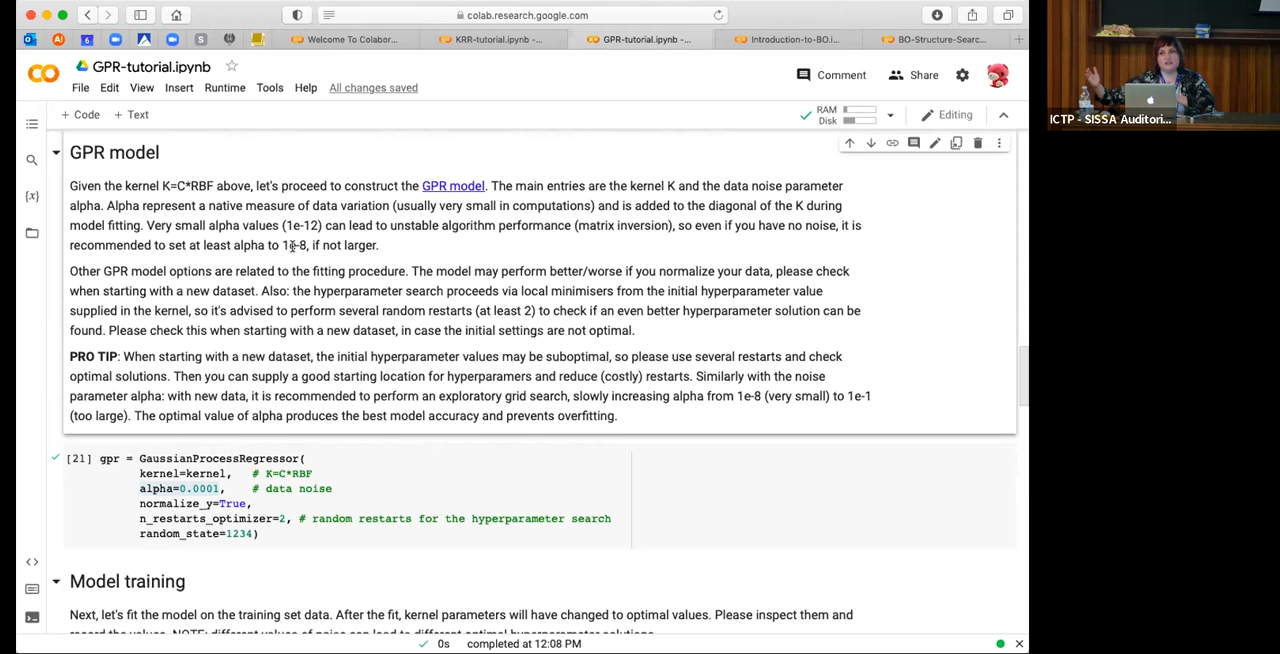 colab.research.google.com
Welcome To Colabor...
KRR-tutorial.ipynb -...
GPR-tutorial.ipynb -...
Introduction-to-BO.i...
BO-Structure-Searc...
GPR-tutorial.ipynb
Comment
Share
File Edit View Insert Runtime Tools Help All changes saved
+ Code + Text
RAM
Disk
Editing
GPR model
Given the kernel K=C*RBF above, let's proceed to construct the GPR model. The main entries are the kernel K and the data noise parameter
alpha. Alpha represent a native measure of data variation (usually very small in computations) and is added to the diagonal of the K during
model fitting. Very small alpha values (1e-12) can lead to unstable algorithm performance (matrix inversion), so even if you have no noise, it is
recommended to set at least alpha to 1e-8, if not larger.
Other GPR model options are related to the fitting procedure. The model may perform better/worse if you normalize your data, please check
when starting with a new dataset. Also: the hyperparameter search proceeds via local minimisers from the initial hyperparameter value
supplied in the kernel, so it's advised to perform several random restarts (at least 2) to check if an even better hyperparameter solution can be
found. Please check this when starting with a new dataset, in case the initial settings are not optimal.
PRO TIP: When starting with a new dataset, the initial hyperparameter values may be suboptimal, so please use several restarts and check
optimal solutions. Then you can supply a good starting location for hyperparamers and reduce (costly) restarts. Similarly with the noise
parameter alpha: with new data, it is recommended to perform an exploratory grid search, slowly increasing alpha from 1e-8 (very small) to 1e-1
(too large). The optimal value of alpha produces the best model accuracy and prevents overfitting.
[21] gpr = GaussianProcessRegressor(
kernel=kernel, # K=C*RBF
alpha=0.0001, # data noise
normalize_y=True,
n_restarts_optimizer=2, # random restarts for the hyperparameter search
random_state=1234)
Model training
Next, let's fit the model on the training set data. After the fit, kernel parameters will have changed to optimal values. Please inspect them and
record the values. NOTE: different values of noise can lead to different optimal hyperparameter solutions.
0s completed at 12:08 PM
ICTP - SISSA Auditori...